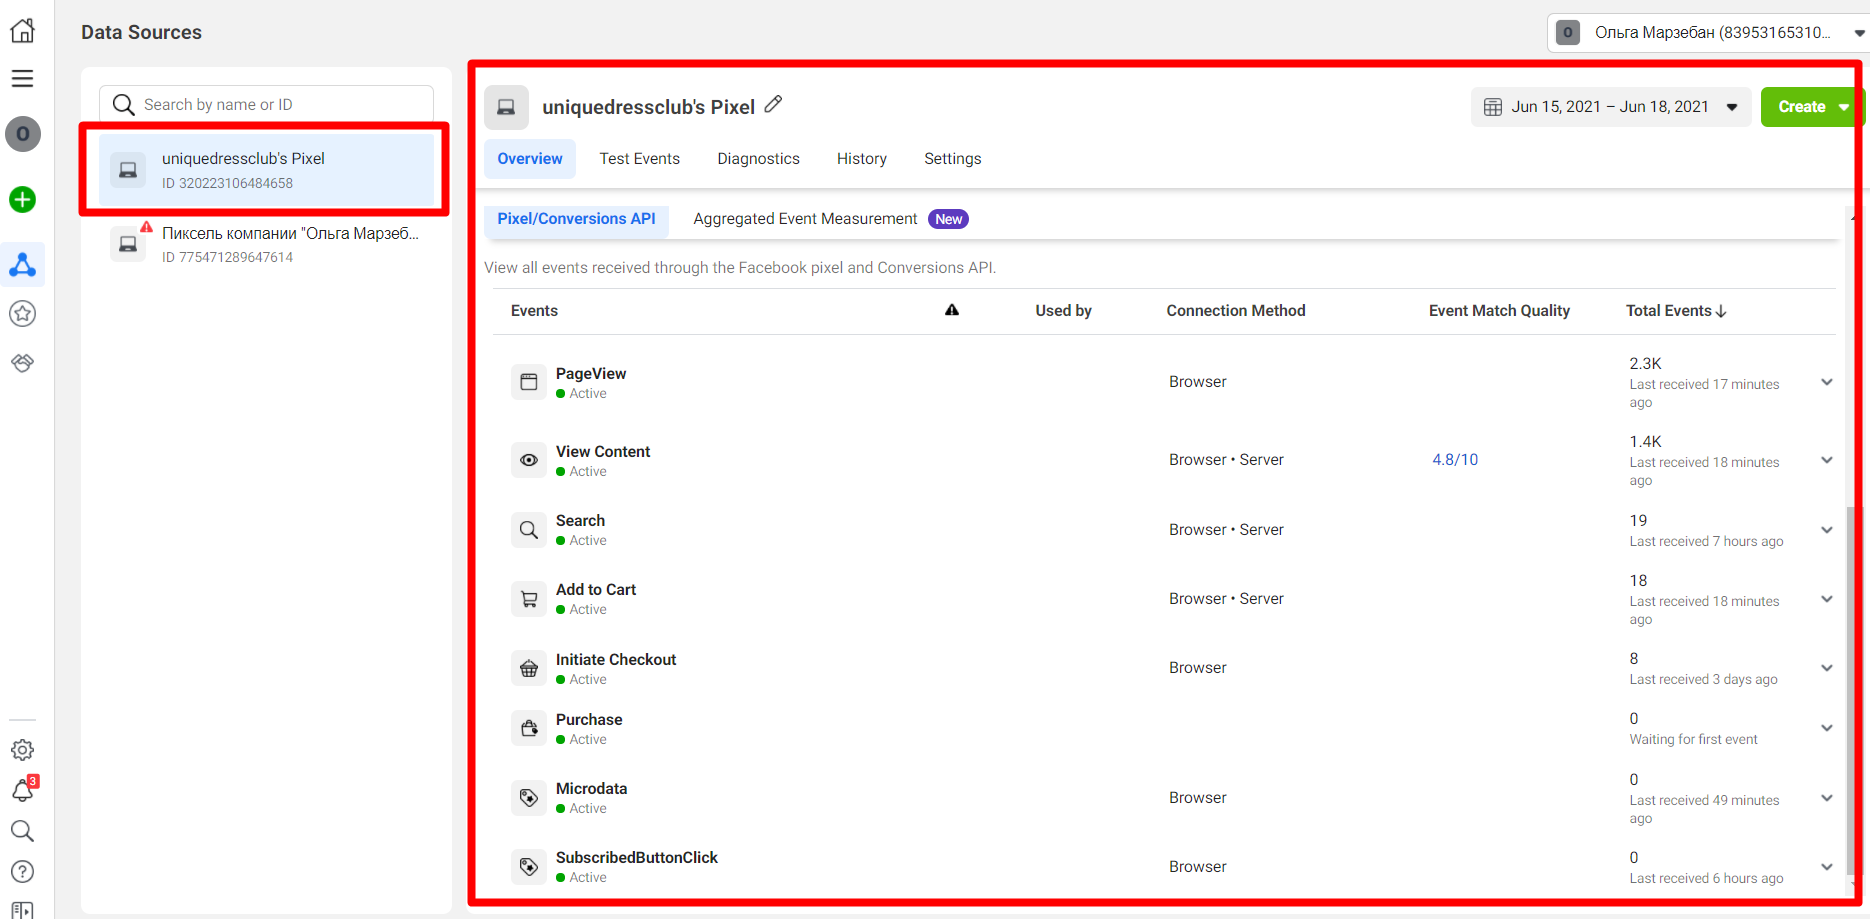 Data Sources
O Ольга Марзебан (83953165310...
Search by name or ID
O
uniquedressclub's Pixel
ID 320223106484658
Пиксель компании "Ольга Марзеб...
ID 775471289647614
3
uniquedressclub's Pixel
Jun 15, 2021 – Jun 18, 2021
Create
Overview Test Events Diagnostics History Settings
Pixel/Conversions API Aggregated Event Measurement New
View all events received through the Facebook pixel and Conversions API.
Events Used by Connection Method Event Match Quality Total Events
PageView
Active
Browser
2.3K
Last received 17 minutes
ago
View Content
Active
Browser • Server
4.8/10
1.4K
Last received 18 minutes
ago
Search
Active
Browser • Server
19
Last received 7 hours ago
Add to Cart
Active
Browser • Server
18
Last received 18 minutes
ago
Initiate Checkout
Active
Browser
8
Last received 3 days ago
Purchase
Active
0
Waiting for first event
Microdata
Active
Browser
0
Last received 49 minutes
ago
SubscribedButtonClick
Active
Browser
0
Last received 6 hours ago